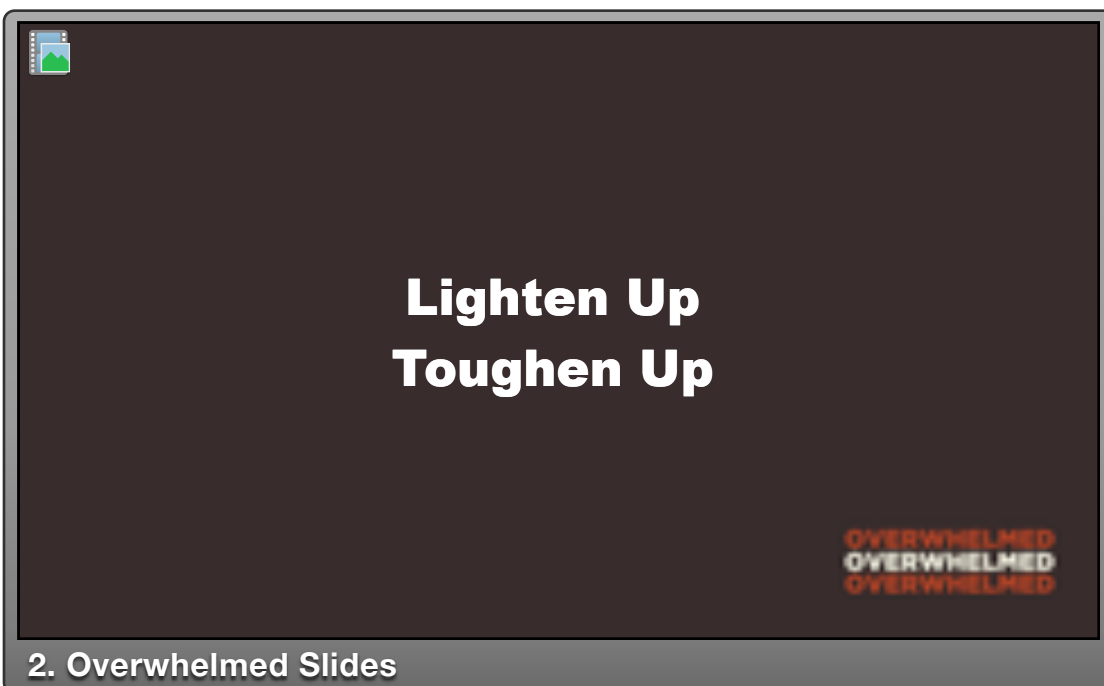 Lighten Up
Toughen Up
OVERWHELMED
OVERWHELMED
OVERWHELMED
2. Overwhelmed Slides